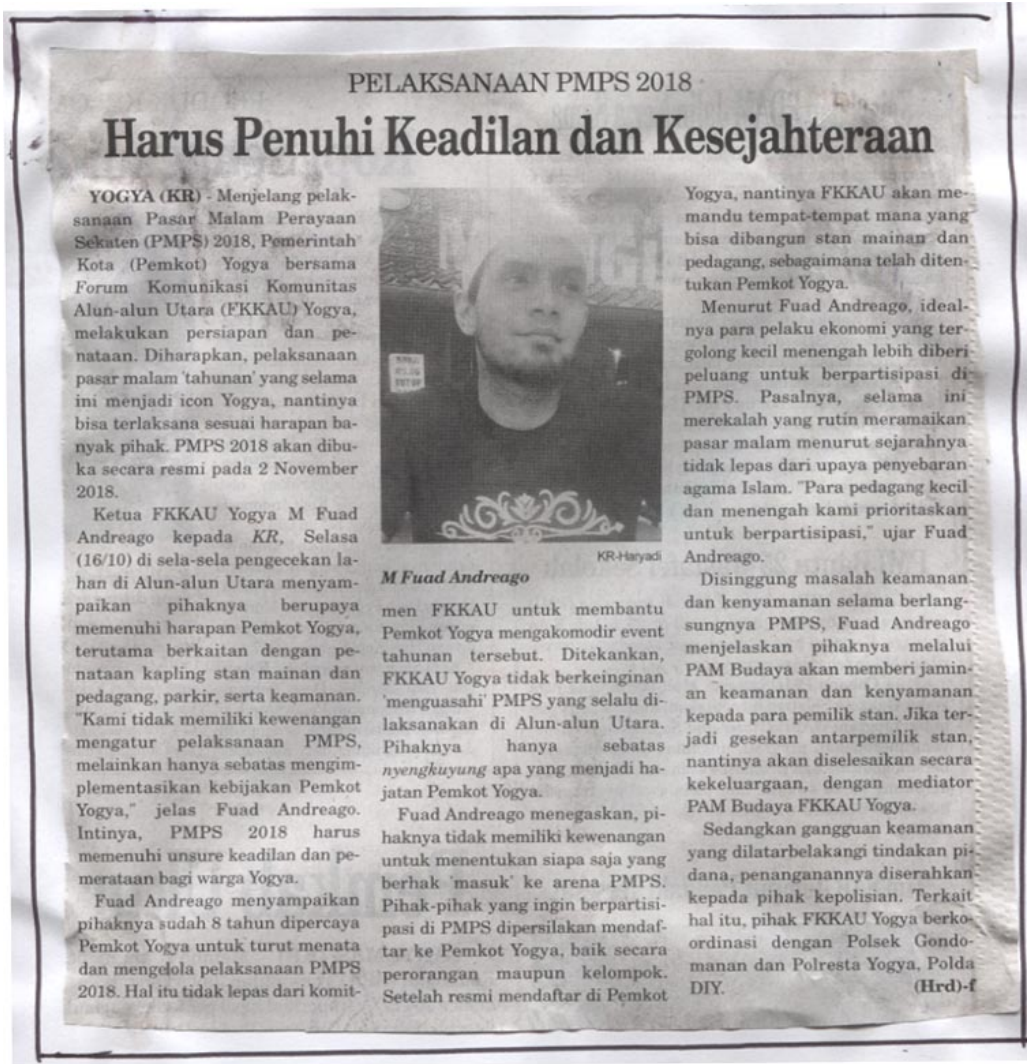 PELAKSANAAN PMPS 2018
Harus Penuhi Keadilan dan Kesejahteraan
YOGYA (KR) - Menjelang pelak-
sanaan Pasar Malam Perayaan
Sekaten (PMPS) 2018, Pemerintah
Kota (Pemkot) Yogya bersama
Forum Komunikasi Komunitas
Alun-alun Utara (FKKAU) Yogya,
melakukan persiapan dan pe-
nataan. Diharapkan, pelaksanaan
pasar malam 'tahunan' yang selama
ini menjadi icon Yogya, nantinya
bisa terlaksana sesuai harapan ba-
nyak pihak. PMPS 2018 akan dibu-
ka secara resmi pada 2 November
2018.
Ketua FKKAU Yogya M Fuad
Andreago kepada KR, Selasa
(16/10) di sela-sela pengecekan la-
han di Alun-alun Utara menyam-
paikan pihaknya berupaya
memenuhi harapan Pemkot Yogya,
terutama berkaitan dengan pe-
nataan kapling stan mainan dan
pedagang, parkir, serta keamanan.
"Kami tidak memiliki kewenangan
mengatur pelaksanaan PMPS,
melainkan hanya sebatas mengim-
plementasikan kebijakan Pemkot
Yogya," jelas Fuad Andreago.
Intinya, PMPS 2018 harus
memenuhi unsure keadilan dan pe-
merataan bagi warga Yogya.
Fuad Andreago menyampaikan
pihaknya sudah 8 tahun dipercaya
Pemkot Yogya untuk turut menata
dan mengelola pelaksanaan PMPS
2018. Hal itu tidak lepas dari komit-
KR-Haryadi
M Fuad Andreago
men FKKAU untuk membantu
Pemkot Yogya mengakomodir event
tahunan tersebut. Ditekankan,
FKKAU Yogya tidak berkeinginan
'menguasahi' PMPS yang selalu di-
laksanakan di Alun-alun Utara.
Pihaknya hanya sebatas
nyengkuyung apa yang menjadi ha-
jatan Pemkot Yogya.
Fuad Andreago menegaskan, pi-
haknya tidak memiliki kewenangan
untuk menentukan siapa saja yang
berhak 'masuk' ke arena PMPS.
Pihak-pihak yang ingin berpartisi-
pasi di PMPS dipersilakan mendaf-
tar ke Pemkot Yogya, baik secara
perorangan maupun kelompok.
Setelah resmi mendaftar di Pemkot
Yogya, nantinya FKKAU akan me-
mandu tempat-tempat mana yang
bisa dibangun stan mainan dan
pedagang, sebagaimana telah diten-
tukan Pemkot Yogya.
Menurut Fuad Andreago, ideal-
nya para pelaku ekonomi yang ter-
golong kecil menengah lebih diberi
peluang untuk berpartisipasi di
PMPS. Pasalnya, selama ini
merekalah yang rutin meramaikan
pasar malam menurut sejarahnya
tidak lepas dari upaya penyebaran
agama Islam. "Para pedagang kecil
dan menengah kami prioritaskan
untuk berpartisipasi," ujar Fuad
Andreago.
Disinggung masalah keamanan
dan kenyamanan selama berlang-
sungnya PMPS, Fuad Andreago
menjelaskan pihaknya melalui
PAM Budaya akan memberi jamin-
an keamanan dan kenyamanan
kepada para pemilik stan. Jika ter-
jadi gesekan antarpemilik stan,
nantinya akan diselesaikan secara
kekeluargaan, dengan mediator
PAM Budaya FKKAU Yogya.
Sedangkan gangguan keamanan
yang dilatarbelakangi tindakan pi-
dana, penanganannya diserahkan
kepada pihak kepolisian. Terkait
hal itu, pihak FKKAU Yogya berko-
ordinasi dengan Polsek Gondo-
manan dan Polresta Yogya, Polda
DIY. (Hrd)-f